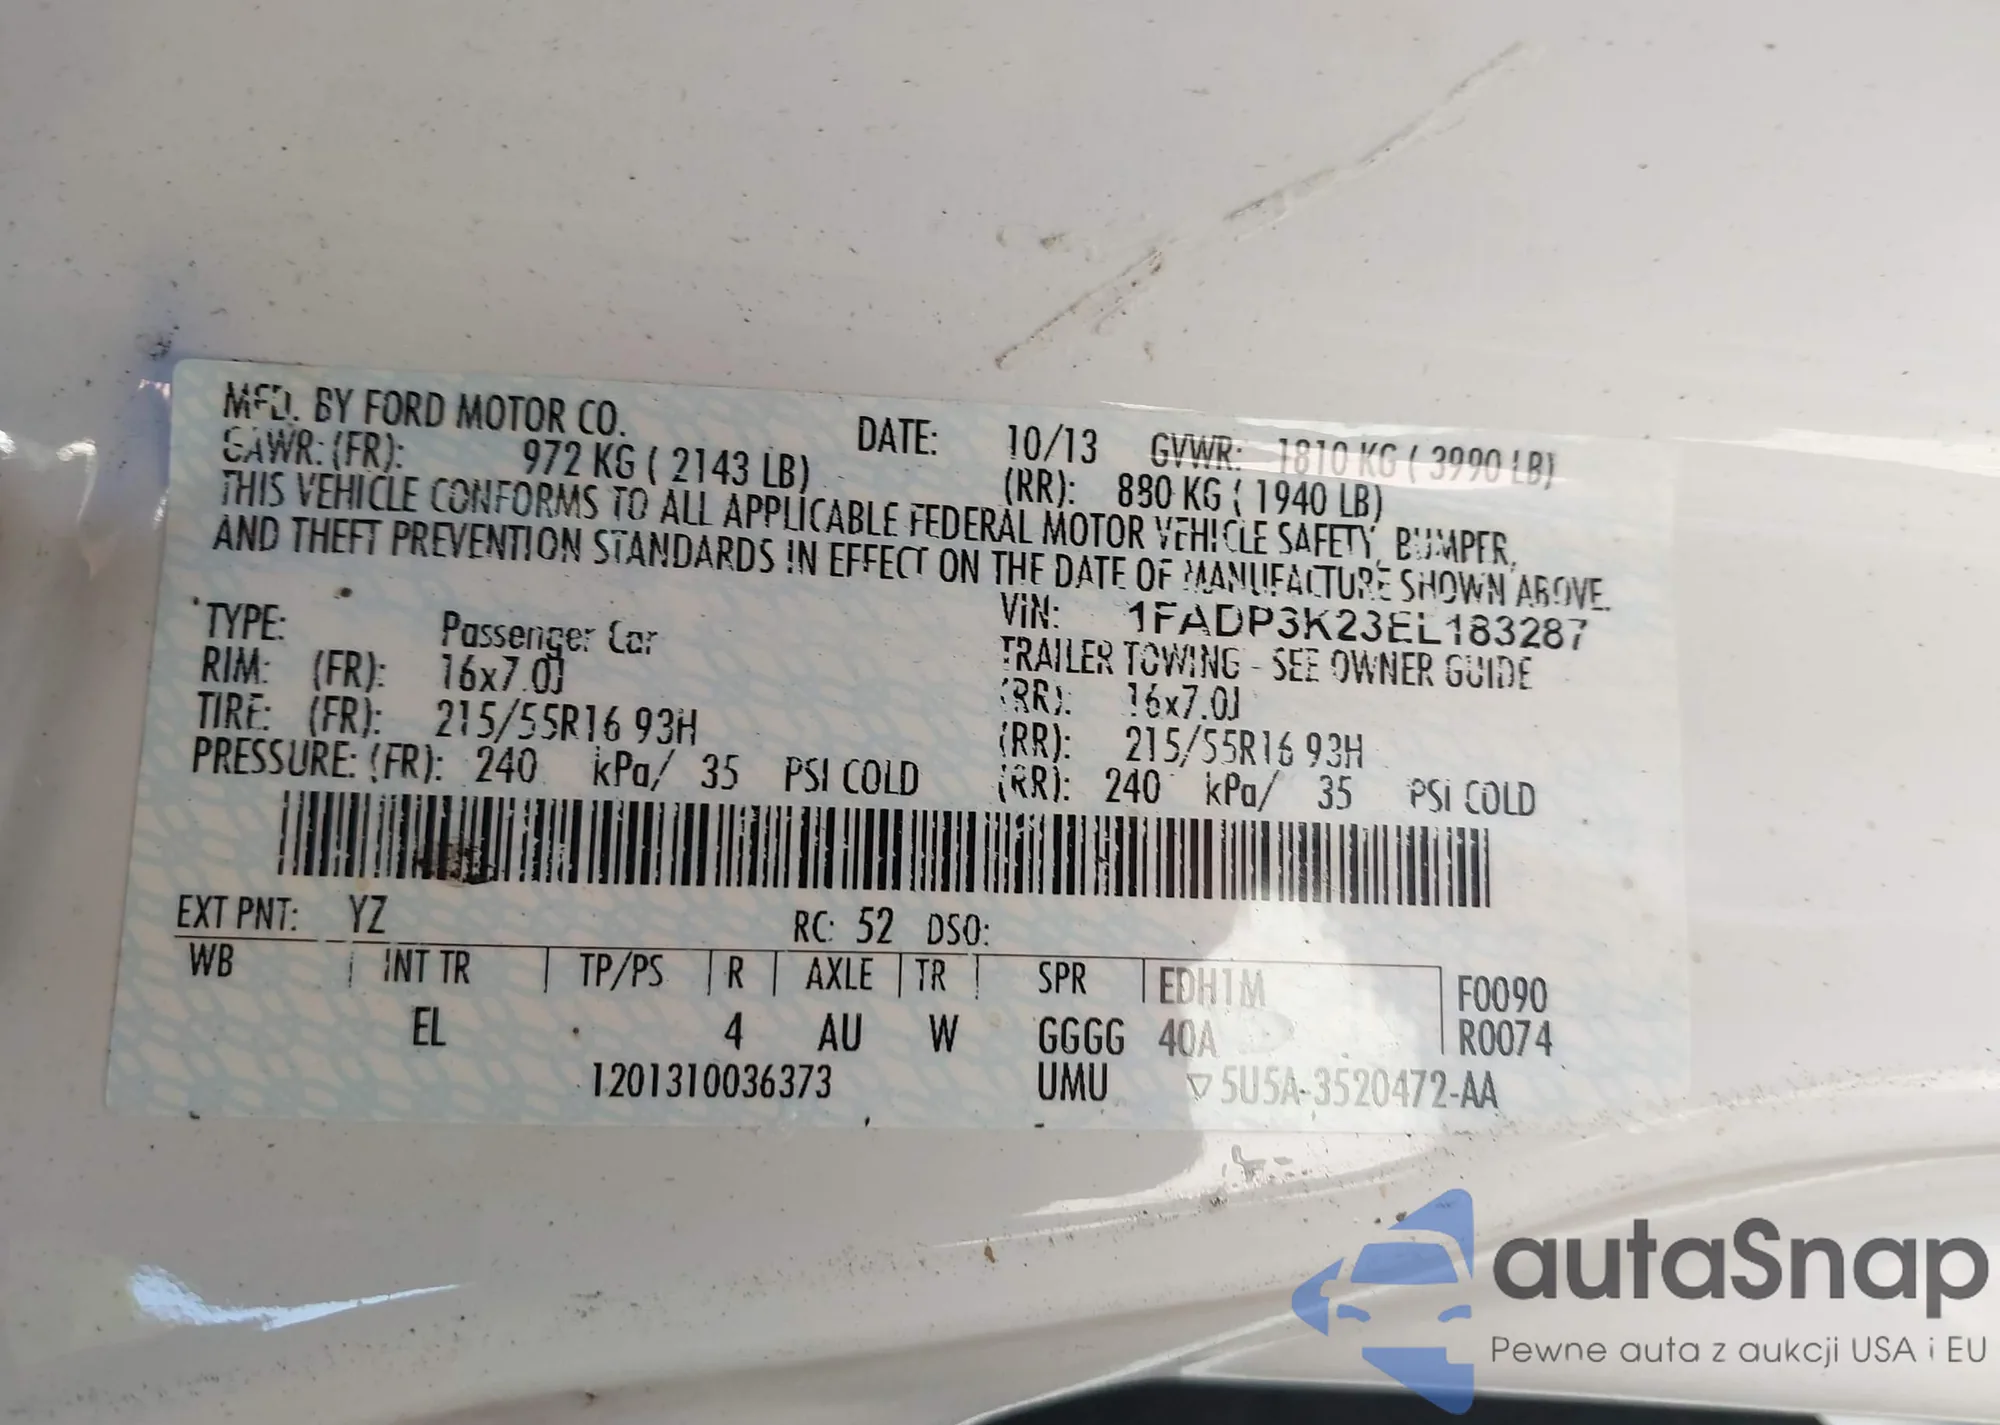 MFD. BY FORD MOTOR CO. DATE: 10/13 GVWR: 1810 KG ( 3990 LB)
GAWR: (FR): 972 KG ( 2143 LB) (RR): 880 KG ( 1940 LB)
THIS VEHICLE CONFORMS TO ALL APPLICABLE FEDERAL MOTOR VEHICLE SAFETY, BUMPER,
AND THEFT PREVENTION STANDARDS IN EFFECT ON THE DATE OF MANUFACTURE SHOWN ABOVE.
VIN: 1FADP3K23EL183287
TYPE: Passenger Car TRAILER TOWING - SEE OWNER GUIDE
RIM: (FR): 16x7.0J (RR): 16x7.0J
TIRE: (FR): 215/55R16 93H (RR): 215/55R16 93H
PRESSURE: (FR): 240 kPa/ 35 PSI COLD (RR): 240 kPa/ 35 PSI COLD
EXT PNT: YZ RC: 52 DSO:
WB INT TR TP/PS R AXLE TR SPR EDH1M F0090
EL 4 AU W GGGG 40A R0074
1201310036373 UMU ▽5U5A-3520472-AA
autaSnap
Pewne auta z aukcji USA i EU